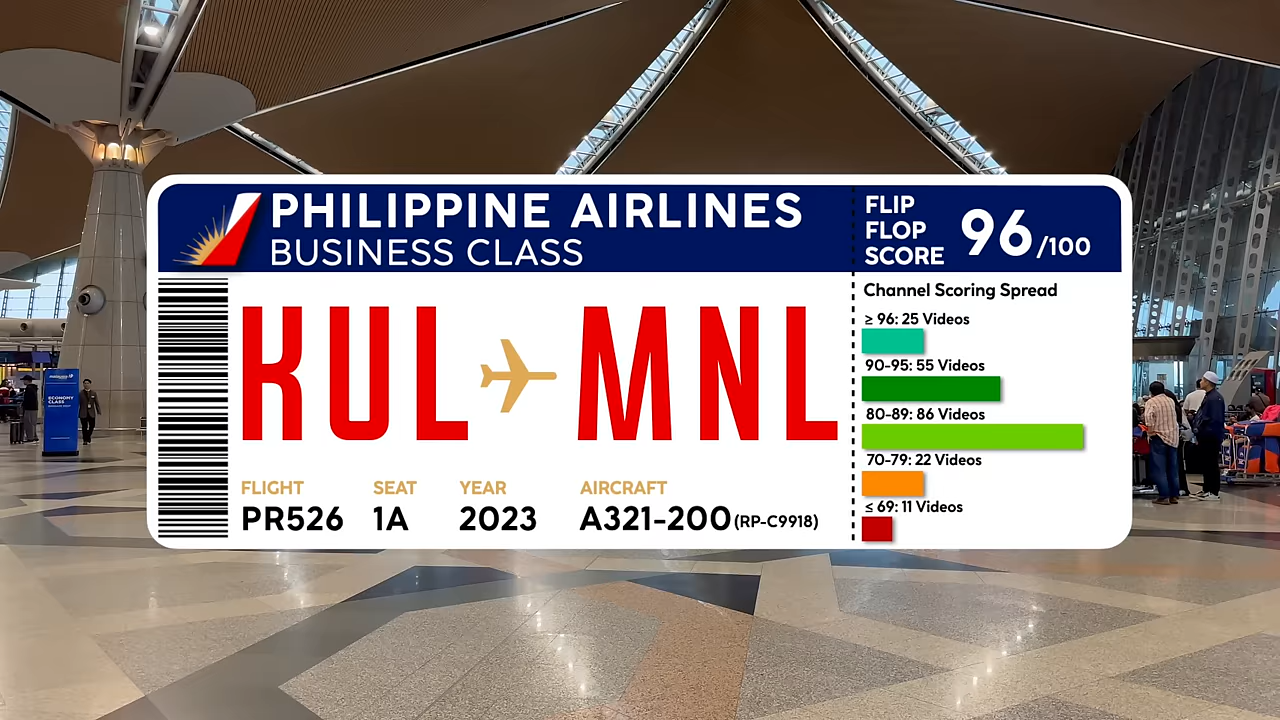 PHILIPPINE AIRLINES
BUSINESS CLASS
FLIP
FLOP
SCORE
96/100
KUL MNL
FLIGHT SEAT YEAR AIRCRAFT
PR526 1A 2023 A321-200 (RP-C9918)
Channel Scoring Spread
≥ 96: 25 Videos
90-95: 55 Videos
80-89: 86 Videos
70-79: 22 Videos
≤ 69: 11 Videos
ECONOMY
CLASS